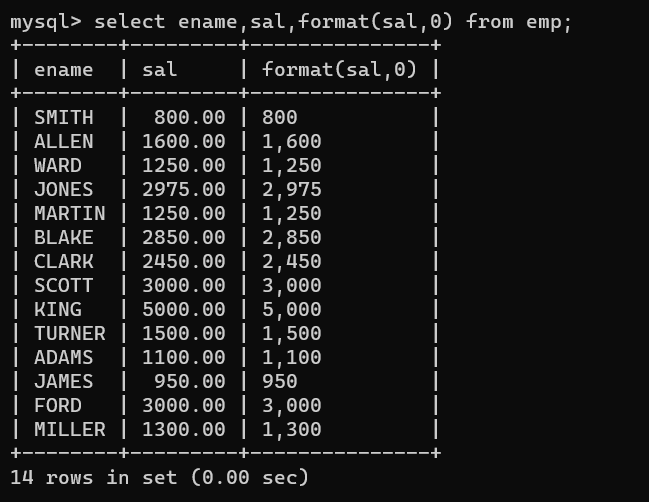 mysql> select ename,sal,format(sal,0) from emp;
+--------+---------+---------------+
| ename  | sal     | format(sal,0) |
+--------+---------+---------------+
| SMITH  |  800.00 | 800           |
| ALLEN  | 1600.00 | 1,600         |
| WARD   | 1250.00 | 1,250         |
| JONES  | 2975.00 | 2,975         |
| MARTIN | 1250.00 | 1,250         |
| BLAKE  | 2850.00 | 2,850         |
| CLARK  | 2450.00 | 2,450         |
| SCOTT  | 3000.00 | 3,000         |
| KING   | 5000.00 | 5,000         |
| TURNER | 1500.00 | 1,500         |
| ADAMS  | 1100.00 | 1,100         |
| JAMES  |  950.00 | 950           |
| FORD   | 3000.00 | 3,000         |
| MILLER | 1300.00 | 1,300         |
+--------+---------+---------------+
14 rows in set (0.00 sec)